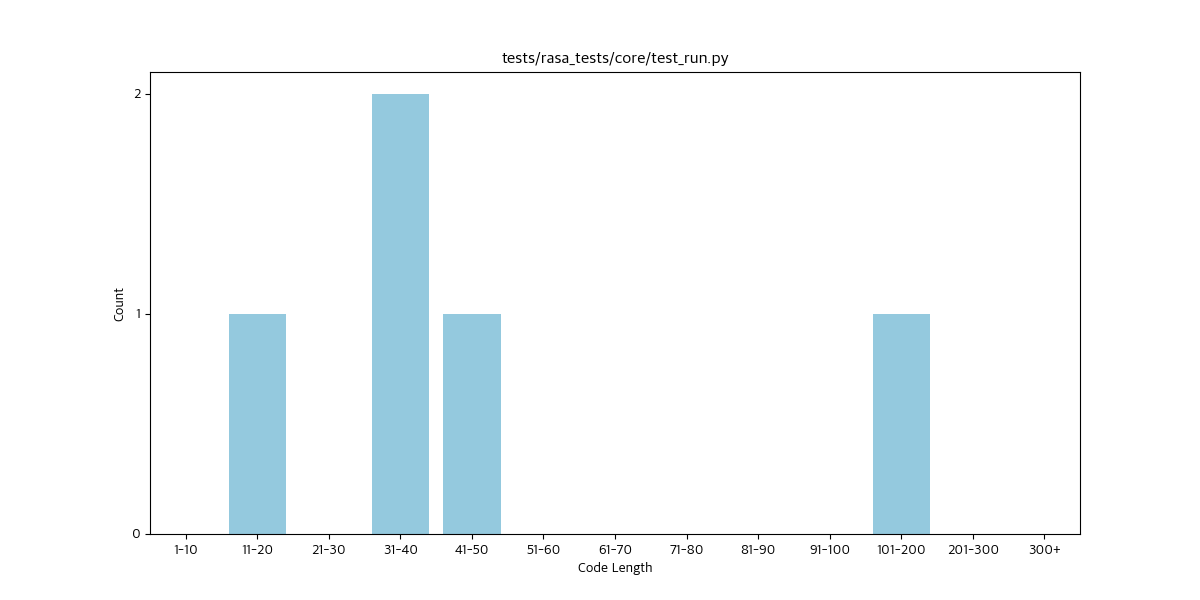 tests/rasa_tests/core/test_run.py
2
1
0
Count
1-10 11-20 21-30 31-40 41-50 51-60 61-70 71-80 81-90 91-100 101-200 201-300 300+
Code Length